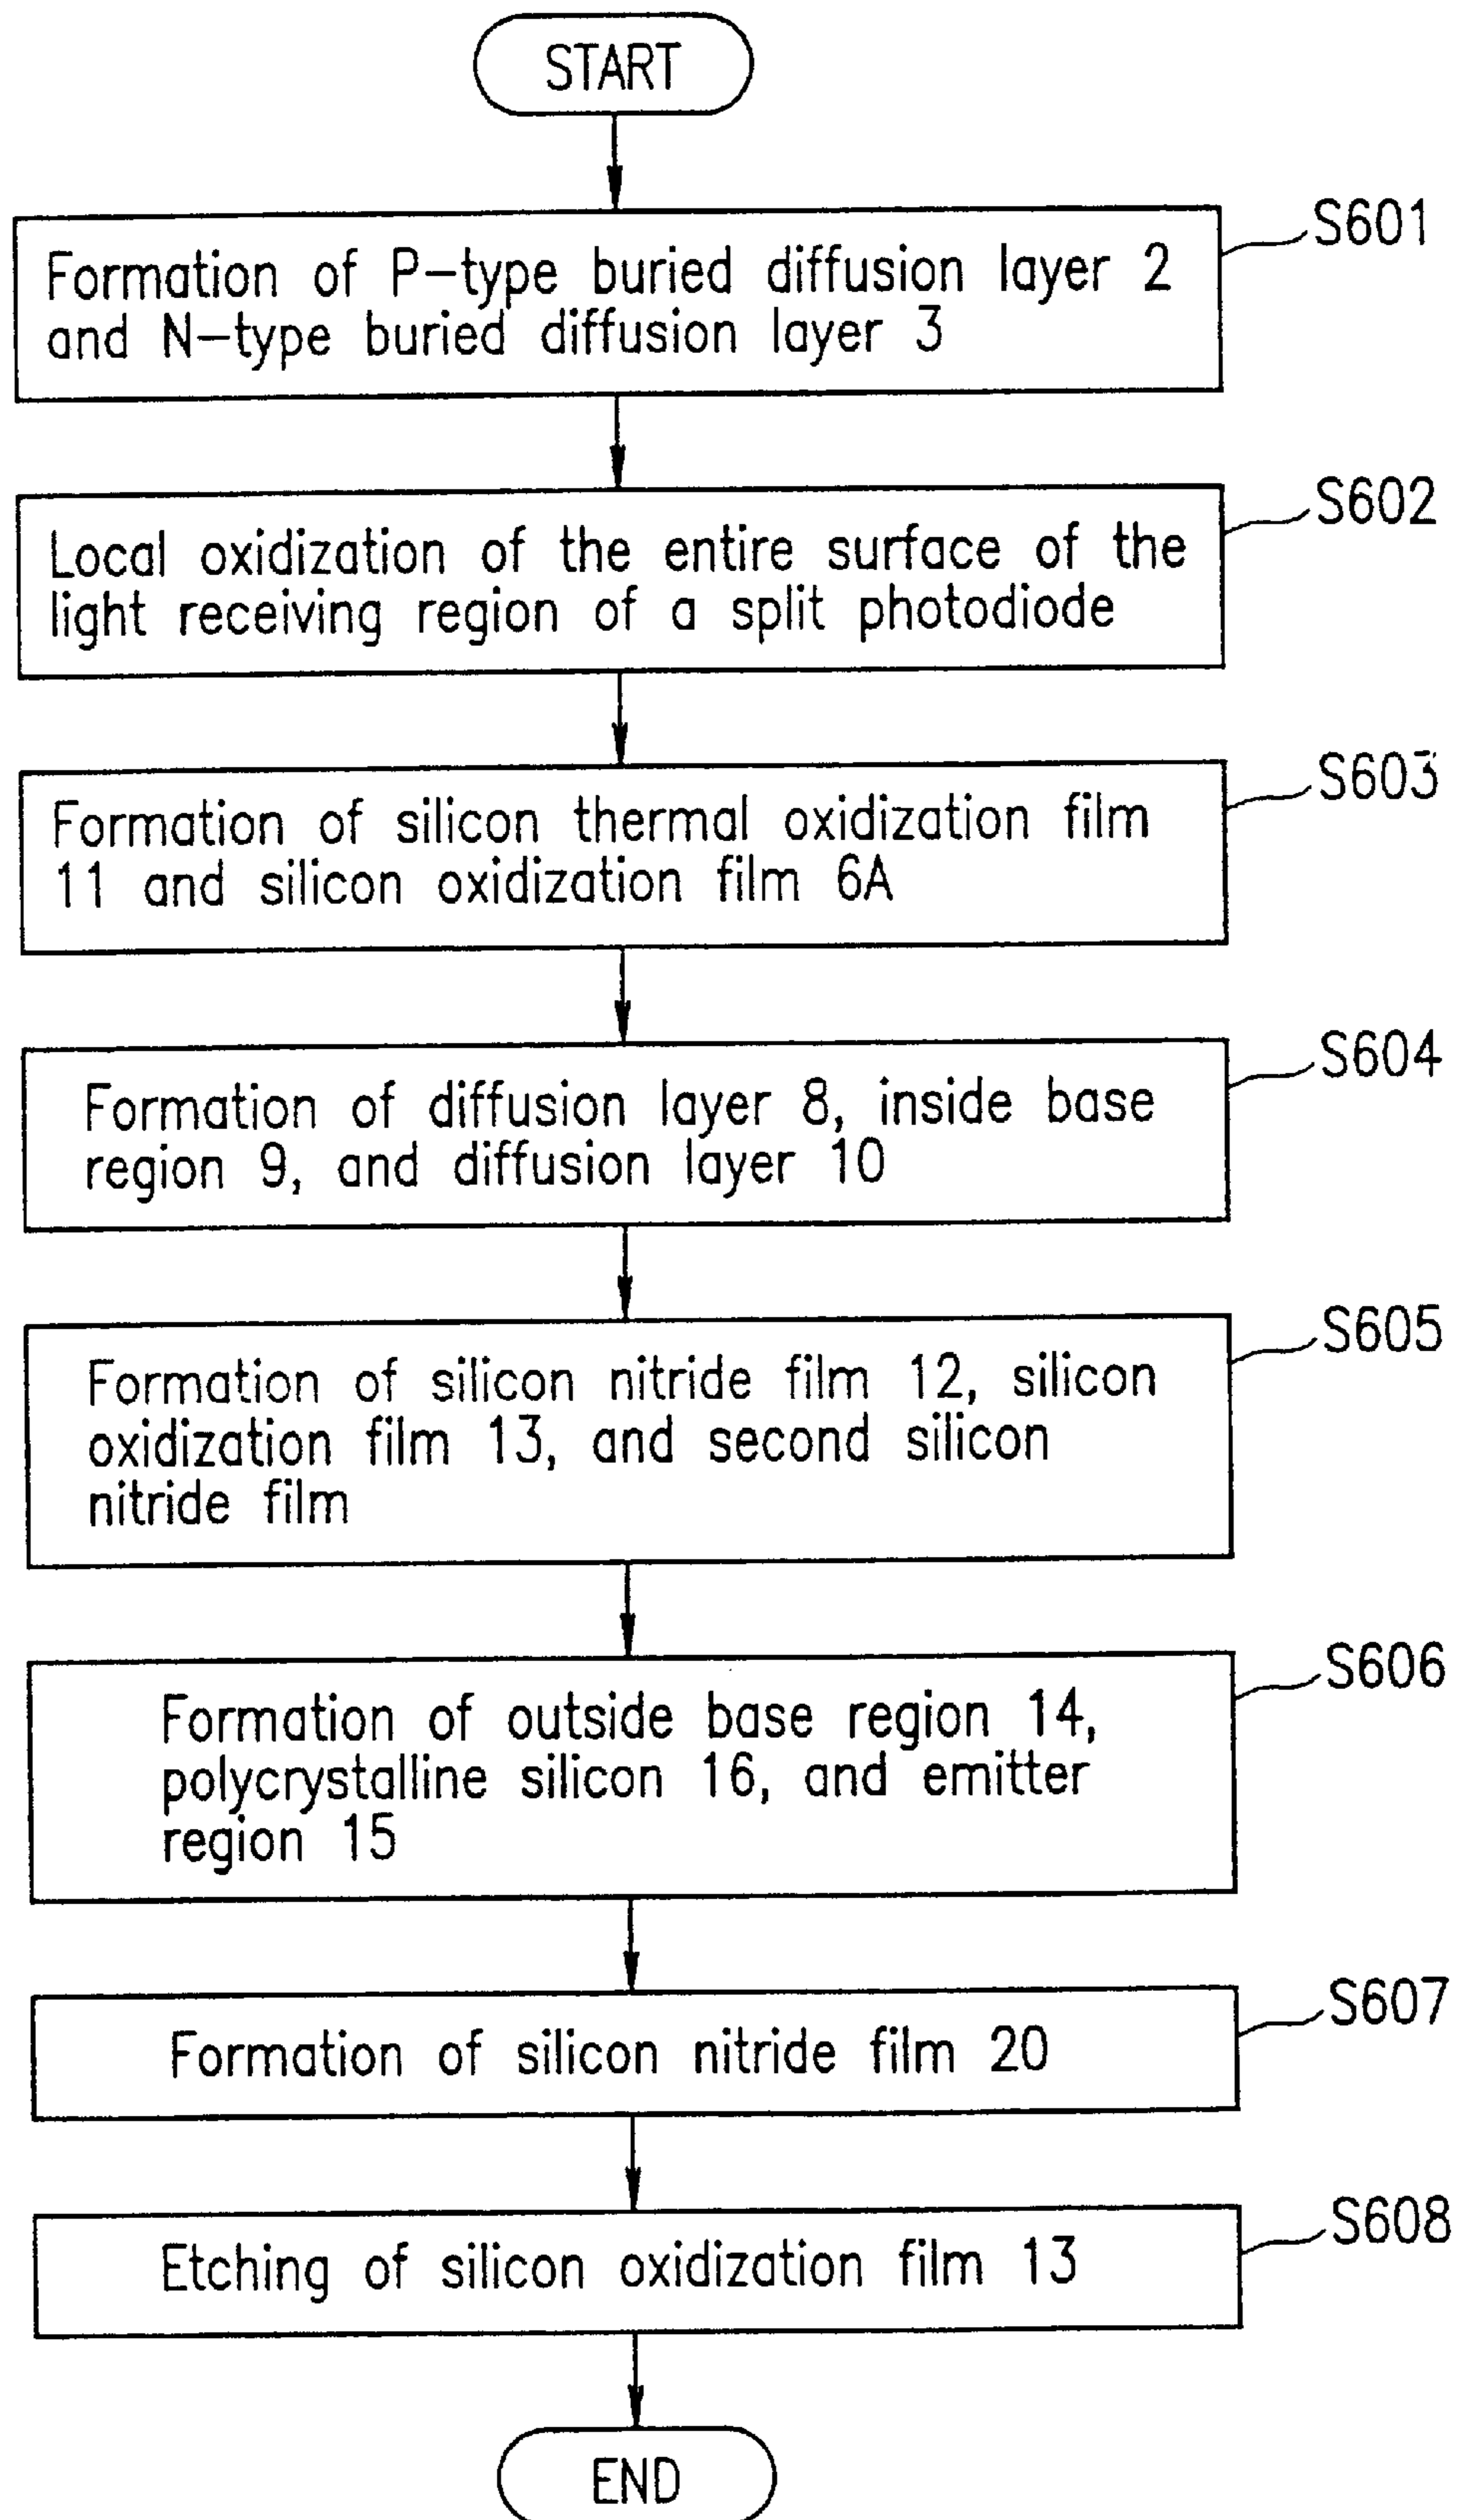 START
S601
Formation of P-type buried diffusion layer 2
and N-type buried diffusion layer 3
S602
Local oxidization of the entire surface of the
light receiving region of a split photodiode
S603
Formation of silicon thermal oxidization film
11 and silicon oxidization film 6A
S604
Formation of diffusion layer 8, inside base
region 9, and diffusion layer 10
S605
Formation of silicon nitride film 12, silicon
oxidization film 13, and second silicon
nitride film
S606
Formation of outside base region 14,
polycrystalline silicon 16, and emitter
region 15
S607
Formation of silicon nitride film 20
S608
Etching of silicon oxidization film 13
END